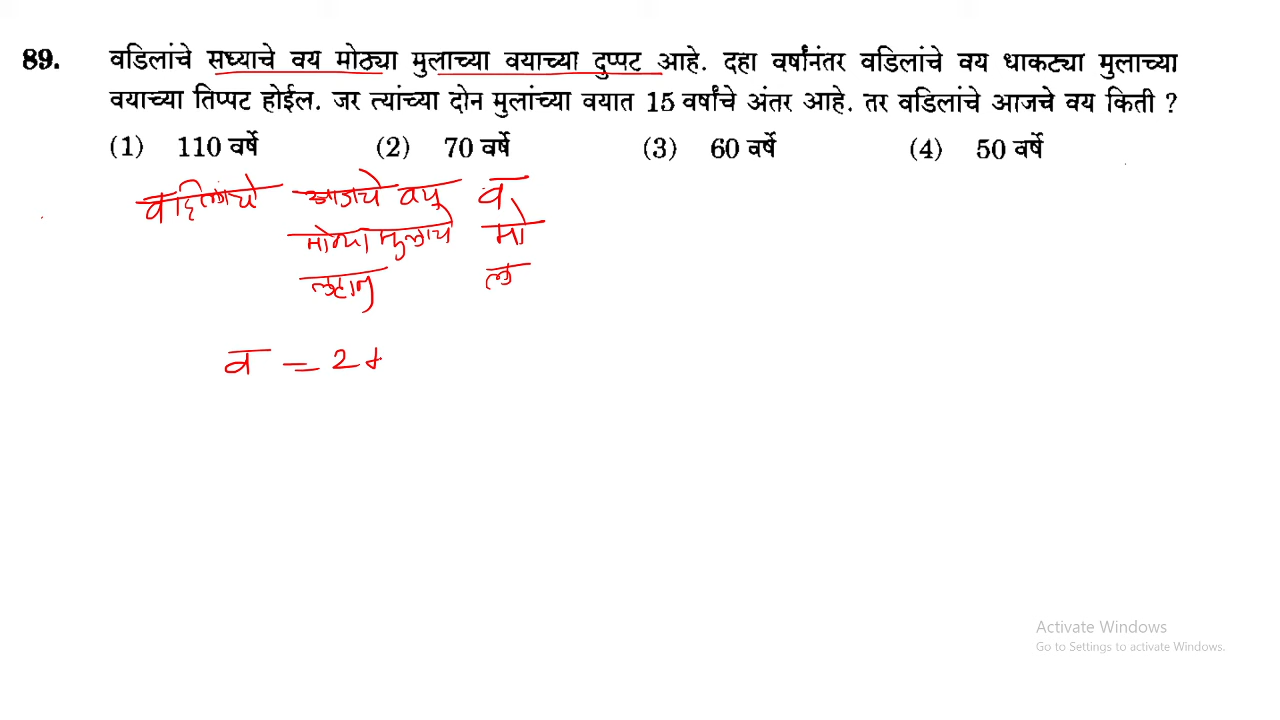 89. वडिलांचे सध्याचे वय मोठ्या मुलाच्या वयाच्या दुप्पट आहे. दहा वर्षांनंतर वडिलांचे वय धाकट्या मुलाच्या
वयाच्या तिप्पट होईल. जर त्यांच्या दोन मुलांच्या वयात 15 वर्षांचे अंतर आहे. तर वडिलांचे आजचे वय किती ?
(1) 110 वर्षे (2) 70 वर्षे (3) 60 वर्षे (4) 50 वर्षे
वडिलांचे आजचे वय व
मोठ्या मुलाचे मो
लहान ल
व = 2
Activate Windows
Go to Settings to activate Windows.